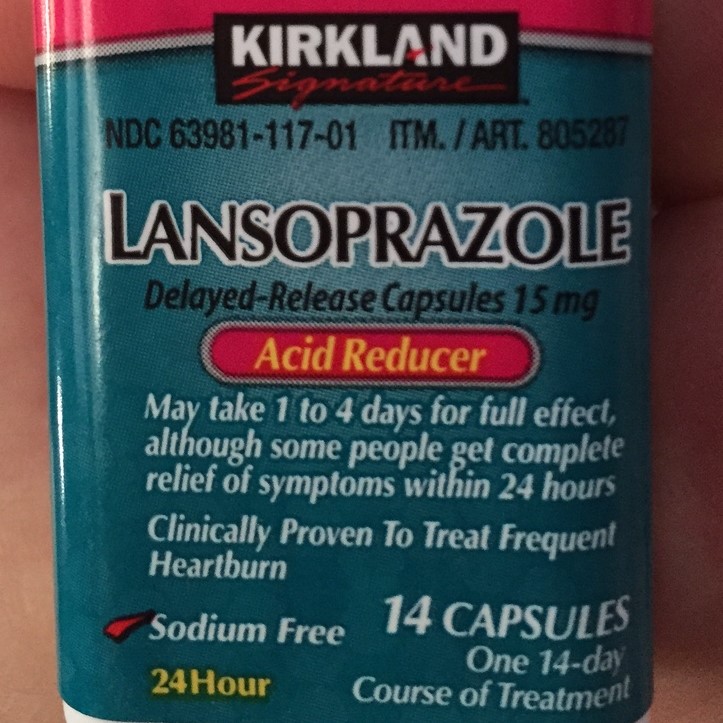 KIRKLAND
Signature
NDC 63981-117-01 ITM. / ART. 805287
LANSOPRAZOLE
Delayed-Release Capsules 15 mg
Acid Reducer
May take 1 to 4 days for full effect,
although some people get complete
relief of symptoms within 24 hours
Clinically Proven To Treat Frequent
Heartburn
Sodium Free
24Hour
14 CAPSULES
One 14-day
Course of Treatment